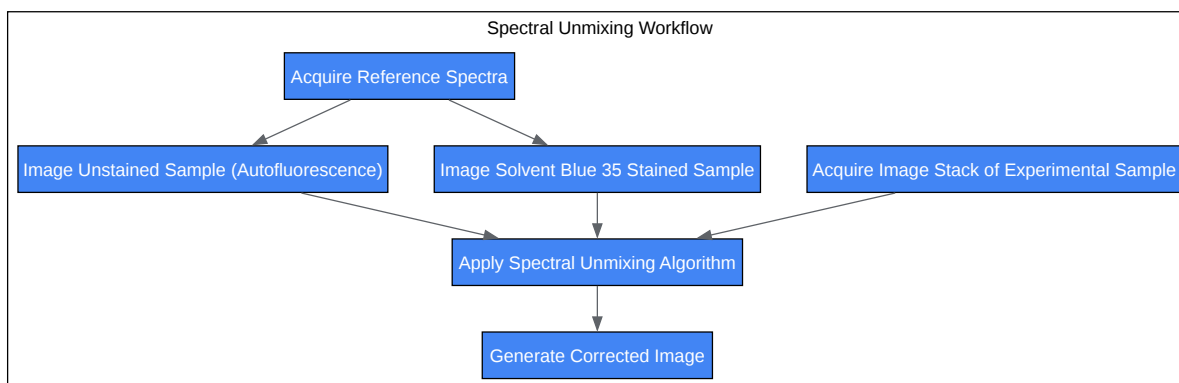 Spectral Unmixing Workflow
Acquire Reference Spectra
Image Unstained Sample (Autofluorescence)
Image Solvent Blue 35 Stained Sample
Acquire Image Stack of Experimental Sample
Apply Spectral Unmixing Algorithm
Generate Corrected Image